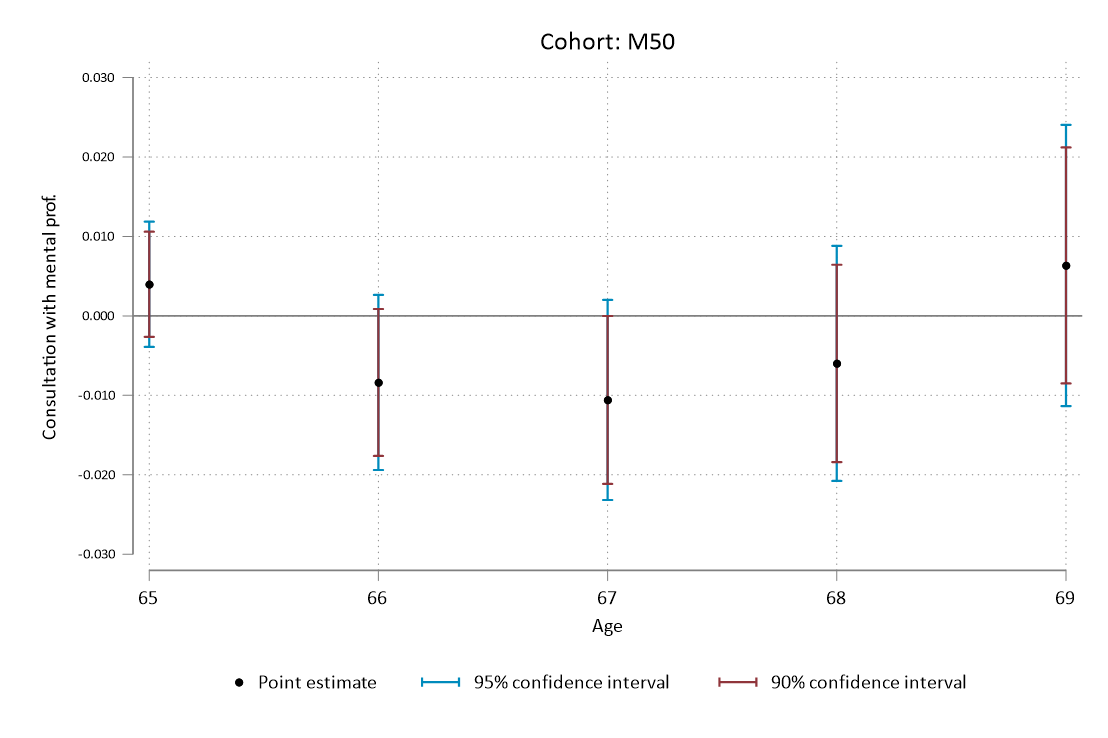 Cohort: M50
Consultation with mental prof.
0.030
0.020
0.010
0.000
-0.010
-0.020
-0.030
65 66 67 68 69
Age
Point estimate 95% confidence interval 90% confidence interval